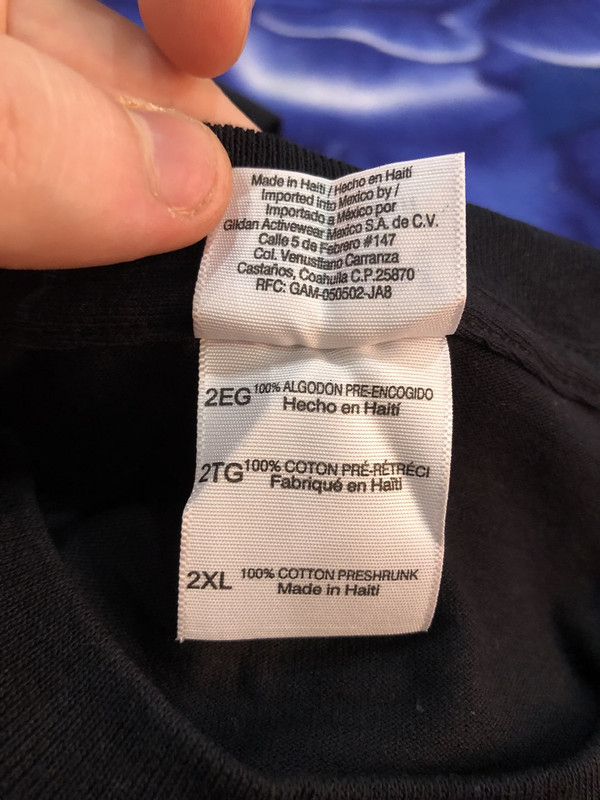 Made in Haiti / Hecho en Haití
Imported into Mexico by /
Importado a México por
Gildan Activewear Mexico S.A. de C.V.
Calle 5 de Febrero #147
Col. Venustiano Carranza
Castaños, Coahuila C.P.25870
RFC: GAM-050502-JA8
2EG 100% ALGODON PRE-ENCOGIDO
Hecho en Haití
2TG 100% COTON PRÉ-RÉTRÉCI
Fabriqué en Haïti
2XL 100% COTTON PRESHRUNK
Made in Haiti